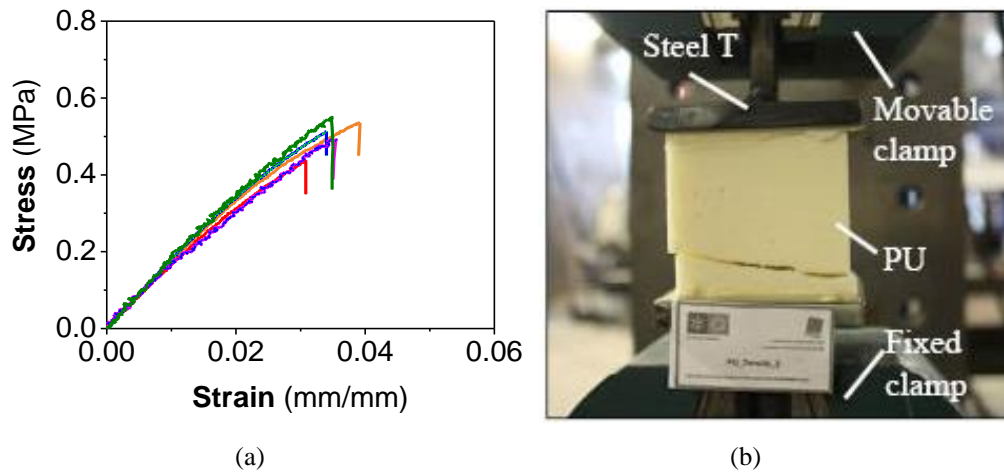 0.8
0.6
0.4
0.2
0.0
0.00 0.02 0.04 0.06
Stress (MPa)
Strain (mm/mm)
(a)
Steel T
Movable
clamp
PU
Fixed
clamp
(b)